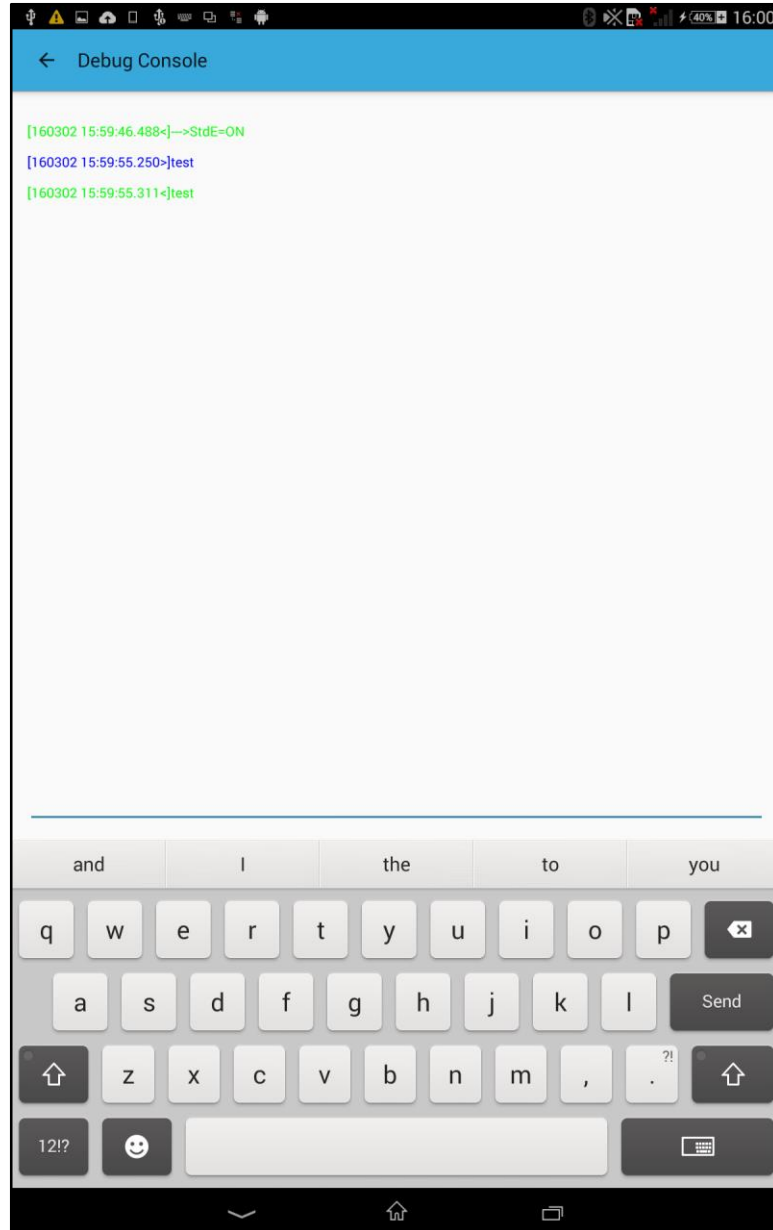 40% 16:00
Debug Console
[160302 15:59:46.488<]--->StdE=ON
[160302 15:59:55.250>]test
[160302 15:59:55.311<]test
and I the to you
q w e r t y u i o p
a s d f g h j k l Send
z x c v b n m , . ?!
12!?